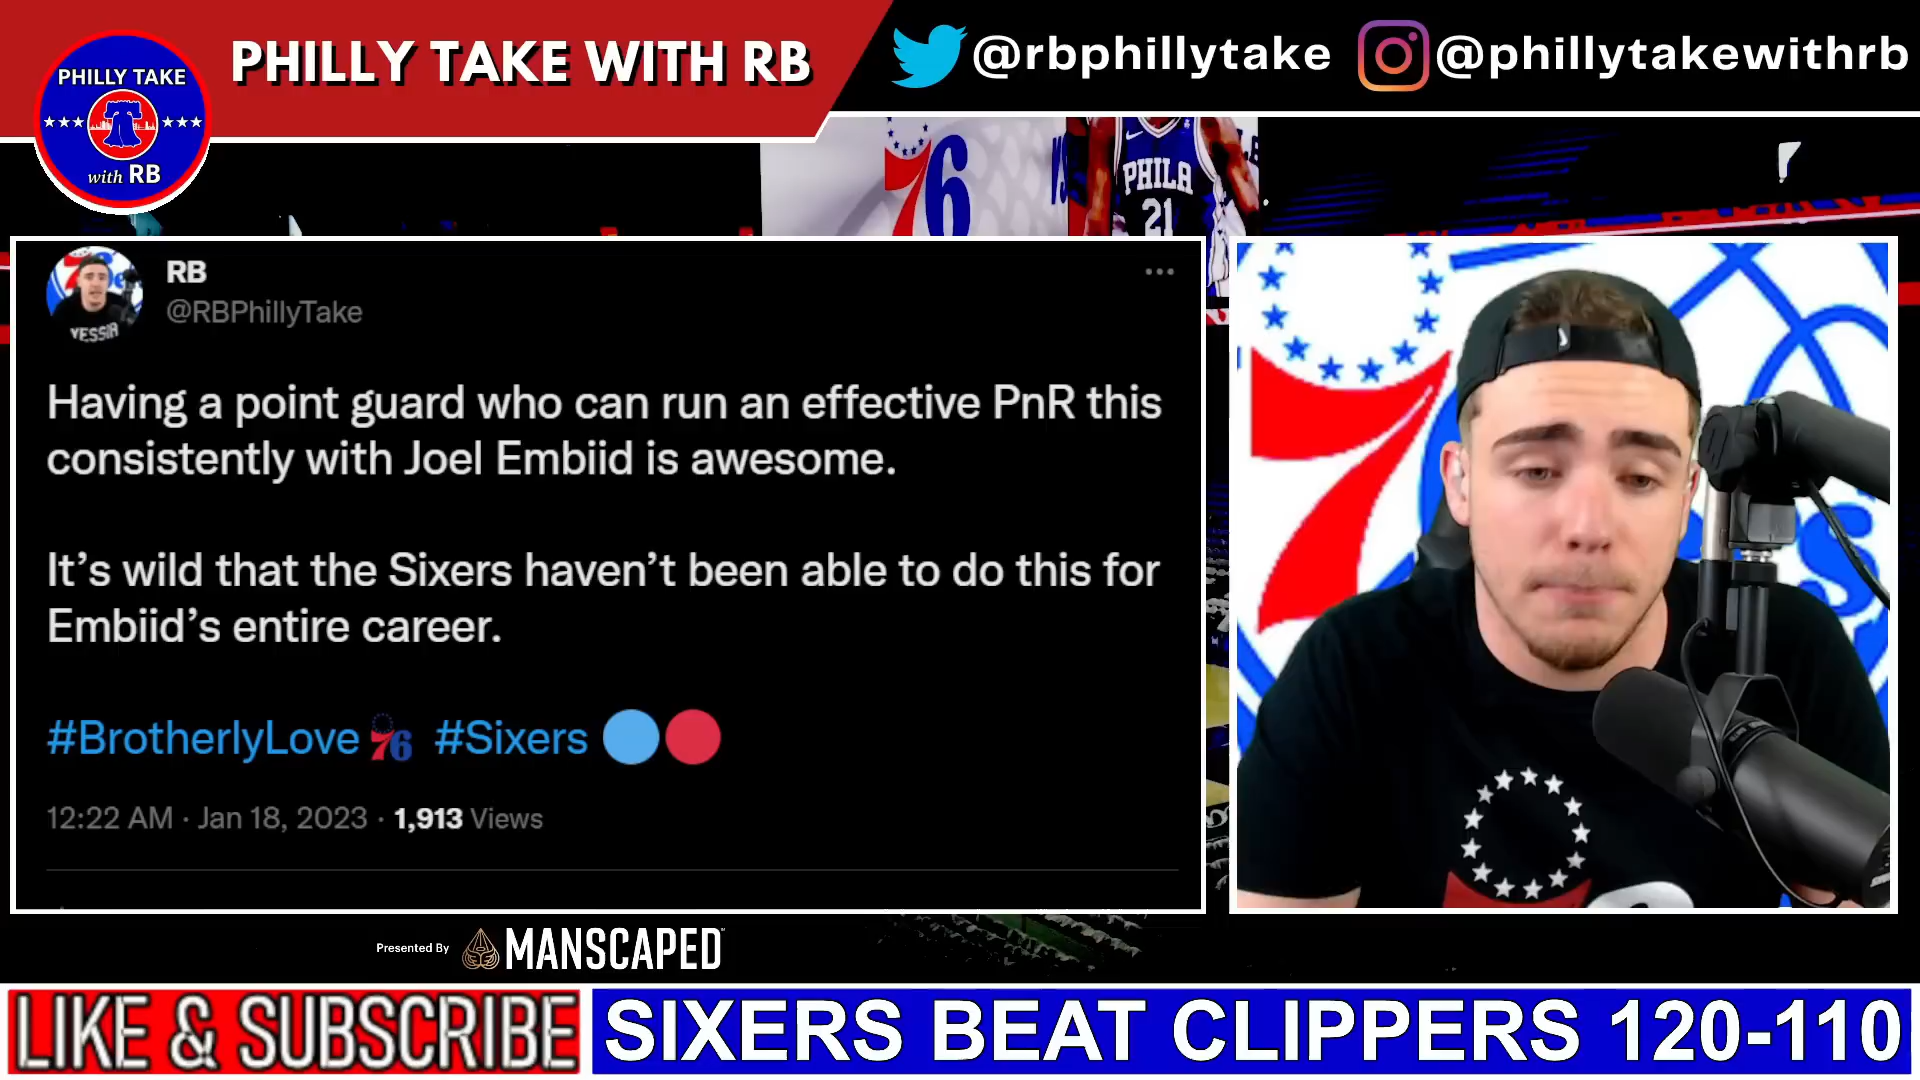 PHILLY TAKE
with RB
PHILLY TAKE WITH RB
@rbphillytake
@phillytakewithrb
76
PHILA
21
RB
@RBPhillyTake
YESSIR
Having a point guard who can run an effective PnR this
consistently with Joel Embiid is awesome.
It’s wild that the Sixers haven’t been able to do this for
Embiid’s entire career.
#BrotherlyLove 76 #Sixers
12:22 AM · Jan 18, 2023 · 1,913 Views
Presented By
MANSCAPED
LIKE & SUBSCRIBE
SIXERS BEAT CLIPPERS 120-110